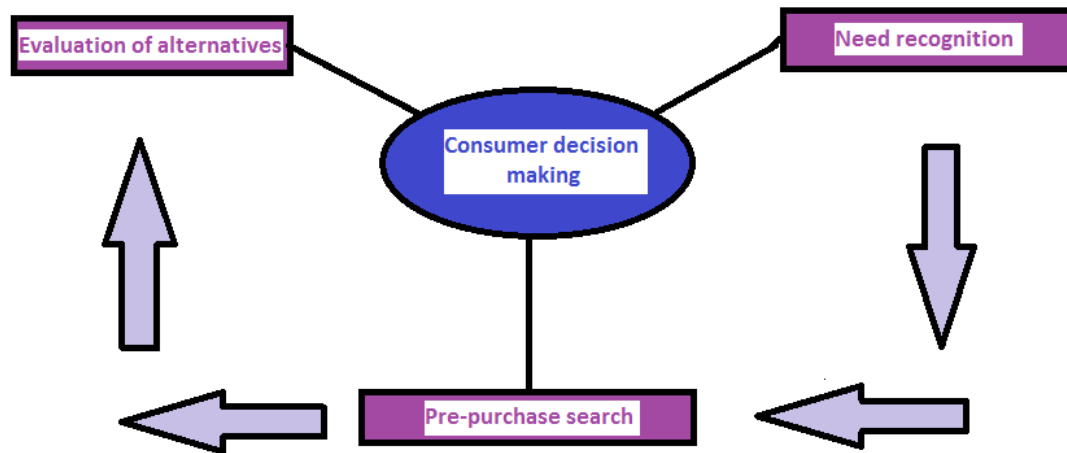 Evaluation of alternatives
Need recognition
Consumer decision
making
Pre-purchase search